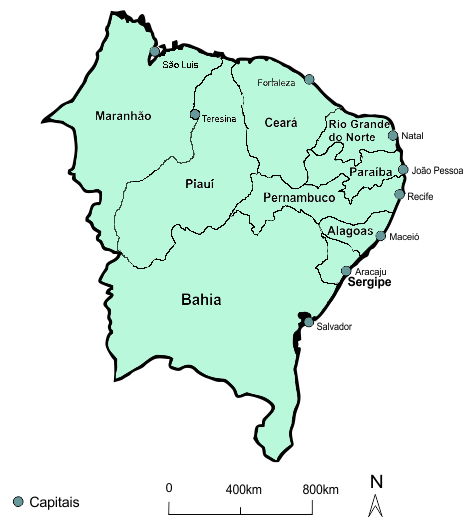 São Luis
Fortaleza
Maranhão
Teresina
Ceará
Rio Grande
do Norte
Natal
João Pessoa
Paraíba
Piauí
Pernambuco
Recife
Alagoas
Maceió
Aracaju
Sergipe
Bahia
Salvador
0 400km 800km
N
Capitais